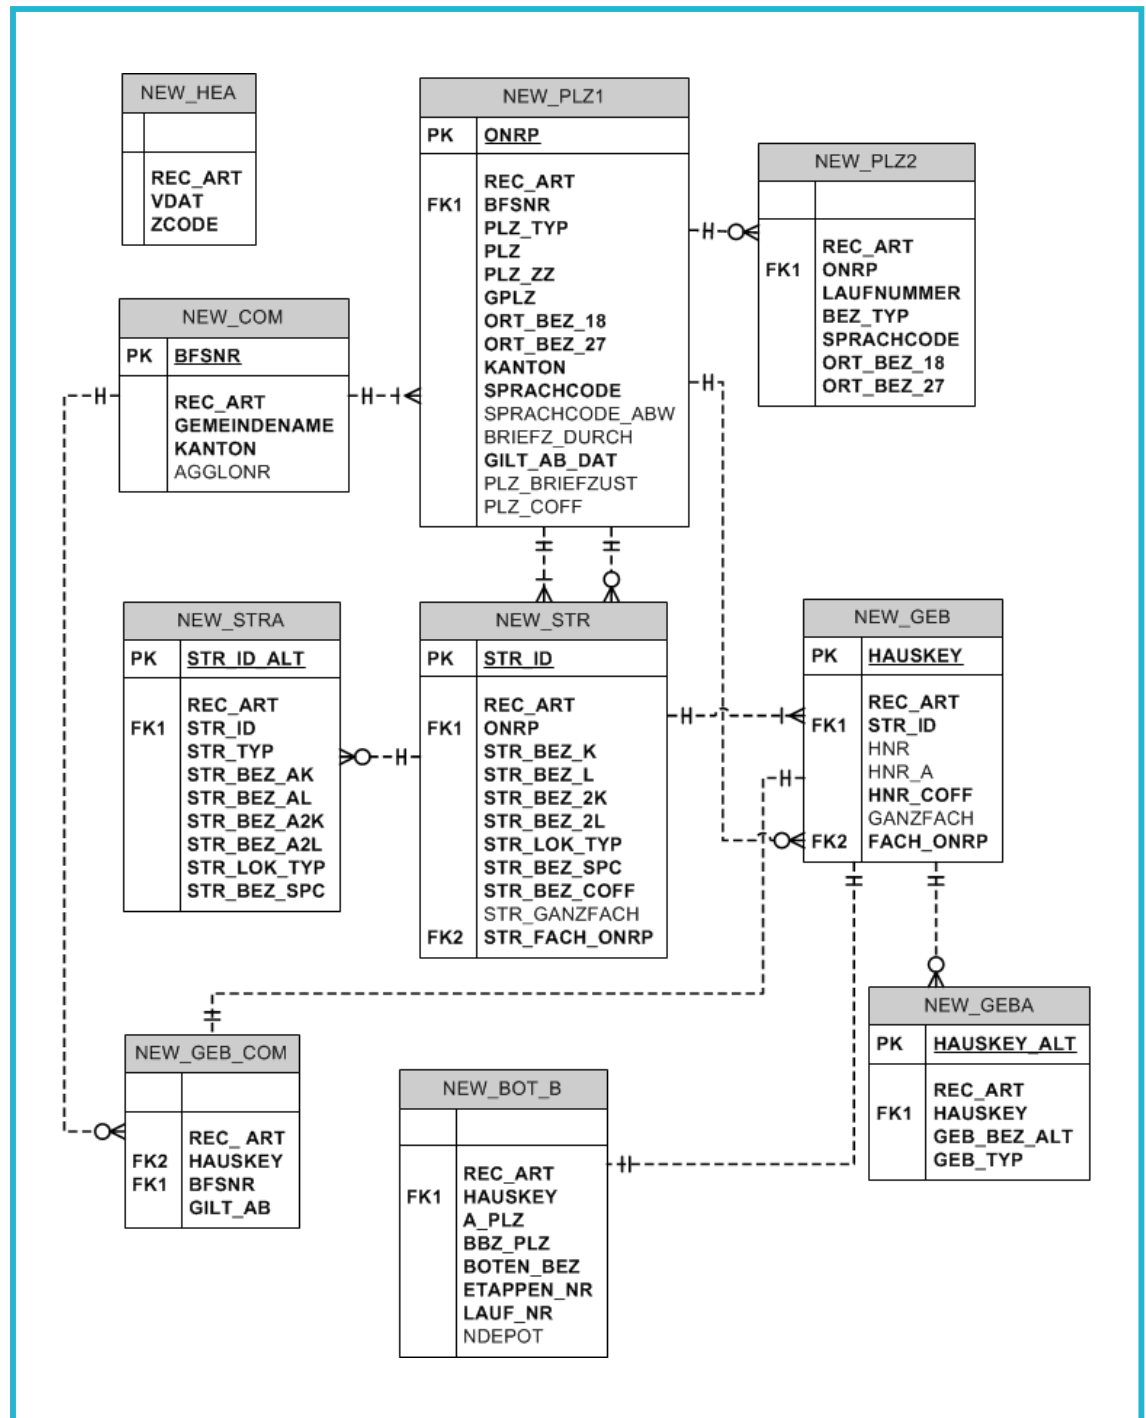 NEW_HEA
REC_ART
VDAT
ZCODE
NEW_PLZ1
PK ONRP
REC_ART
FK1 BFSNR
PLZ_TYP
PLZ
PLZ_ZZ
GPLZ
ORT_BEZ_18
ORT_BEZ_27
KANTON
SPRACHCODE
SPRACHCODE_ABW
BRIEFZ_DURCH
GILT_AB_DAT
PLZ_BRIEFZUST
PLZ_COFF
NEW_PLZ2
REC_ART
FK1 ONRP
LAUFNUMMER
BEZ_TYP
SPRACHCODE
ORT_BEZ_18
ORT_BEZ_27
NEW_COM
PK BFSNR
REC_ART
GEMEINDENAME
KANTON
AGGLONR
NEW_STRA
PK STR_ID_ALT
REC_ART
FK1 STR_ID
STR_TYP
STR_BEZ_AK
STR_BEZ_AL
STR_BEZ_A2K
STR_BEZ_A2L
STR_LOK_TYP
STR_BEZ_SPC
NEW_STR
PK STR_ID
REC_ART
FK1 ONRP
STR_BEZ_K
STR_BEZ_L
STR_BEZ_2K
STR_BEZ_2L
STR_LOK_TYP
STR_BEZ_SPC
STR_BEZ_COFF
STR_GANZFACH
FK2 STR_FACH_ONRP
NEW_GEB
PK HAUSKEY
REC_ART
FK1 STR_ID
HNR
HNR_A
HNR_COFF
GANZFACH
FK2 FACH_ONRP
NEW_GEB_COM
REC_ ART
FK2 HAUSKEY
FK1 BFSNR
GILT_AB
NEW_BOT_B
REC_ART
FK1 HAUSKEY
A_PLZ
BBZ_PLZ
BOTEN_BEZ
ETAPPEN_NR
LAUF_NR
NDEPOT
NEW_GEBA
PK HAUSKEY_ALT
REC_ART
FK1 HAUSKEY
GEB_BEZ_ALT
GEB_TYP